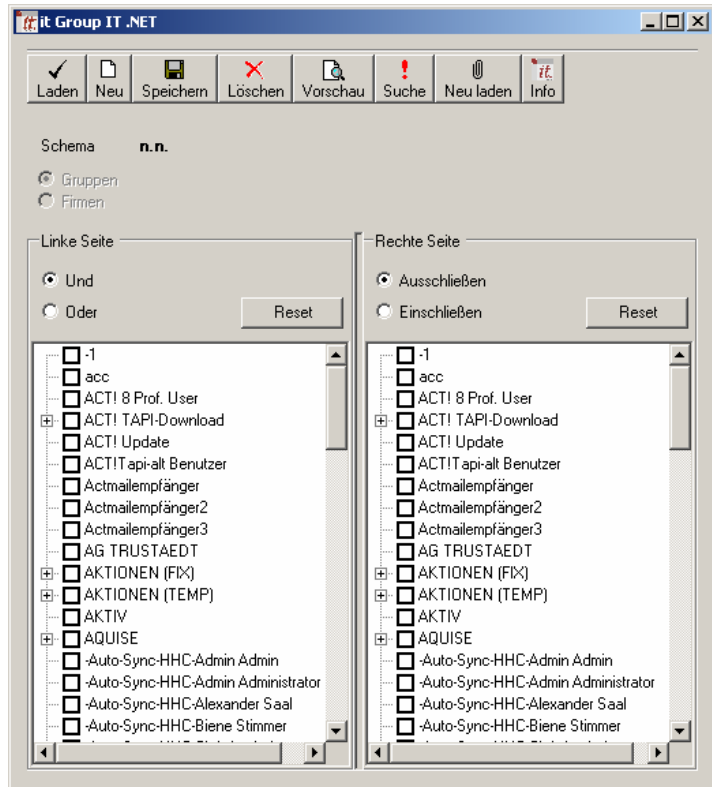 it Group IT .NET
Laden Neu Speichern Löschen Vorschau Suche Neu laden Info
Schema n.n.
Gruppen
Firmen
Linke Seite
Und
Oder Reset
-1
acc
ACT! 8 Prof. User
ACT! TAPI-Download
ACT! Update
ACT!Tapi-alt Benutzer
Actmailempfänger
Actmailempfänger2
Actmailempfänger3
AG TRUSTAEDT
AKTIONEN (FIX)
AKTIONEN (TEMP)
AKTIV
AQUISE
-Auto-Sync-HHC-Admin Admin
-Auto-Sync-HHC-Admin Administrator
-Auto-Sync-HHC-Alexander Saal
-Auto-Sync-HHC-Biene Stimmer
Rechte Seite
Ausschließen
Einschließen Reset
-1
acc
ACT! 8 Prof. User
ACT! TAPI-Download
ACT! Update
ACT!Tapi-alt Benutzer
Actmailempfänger
Actmailempfänger2
Actmailempfänger3
AG TRUSTAEDT
AKTIONEN (FIX)
AKTIONEN (TEMP)
AKTIV
AQUISE
-Auto-Sync-HHC-Admin Admin
-Auto-Sync-HHC-Admin Administrator
-Auto-Sync-HHC-Alexander Saal
-Auto-Sync-HHC-Biene Stimmer